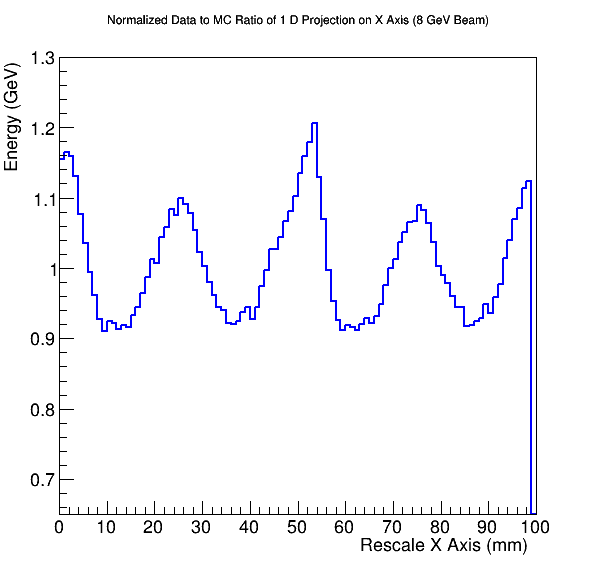 Normalized Data to MC Ratio of 1 D Projection on X Axis (8 GeV Beam)
Energy (GeV)
1.3
1.2
1.1
1
0.9
0.8
0.7
0 10 20 30 40 50 60 70 80 90 100
Rescale X Axis (mm)